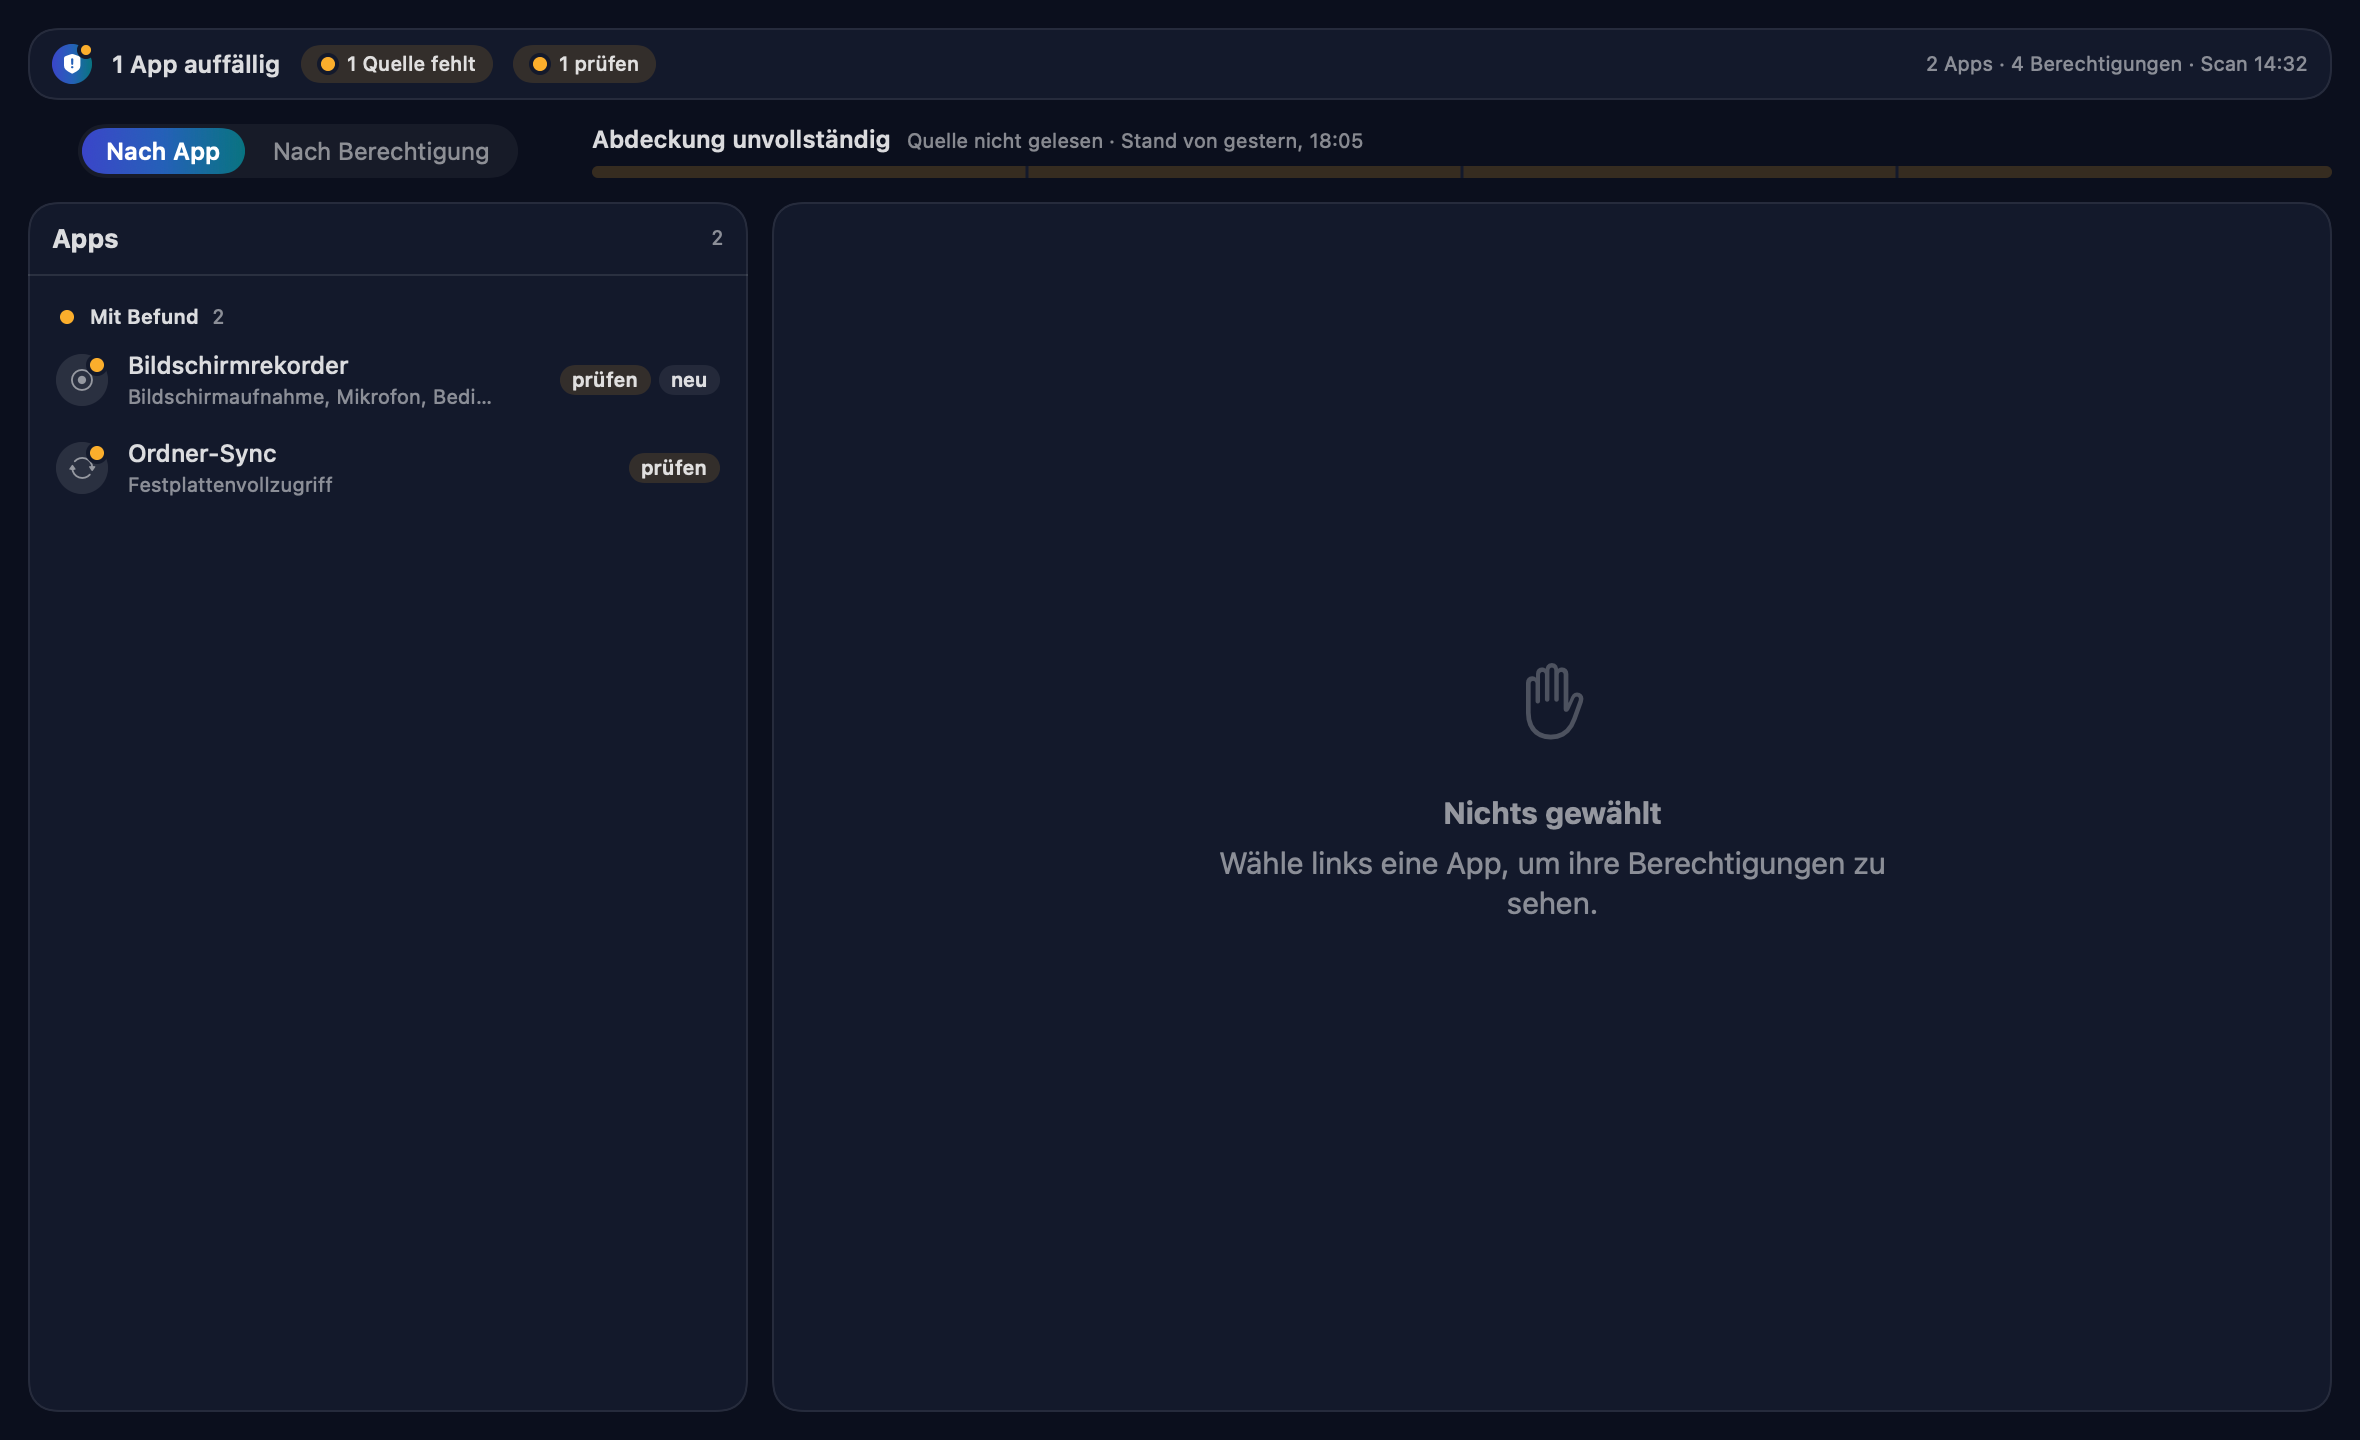 1 App auffällig
1 Quelle fehlt
1 prüfen
2 Apps · 4 Berechtigungen · Scan 14:32
Nach App
Nach Berechtigung
Abdeckung unvollständig
Quelle nicht gelesen · Stand von gestern, 18:05
Apps
2
Mit Befund 2
Bildschirmrekorder
Bildschirmaufnahme, Mikrofon, Bedi...
prüfen
neu
Ordner-Sync
Festplattenvollzugriff
prüfen
Nichts gewählt
Wähle links eine App, um ihre Berechtigungen zu
sehen.